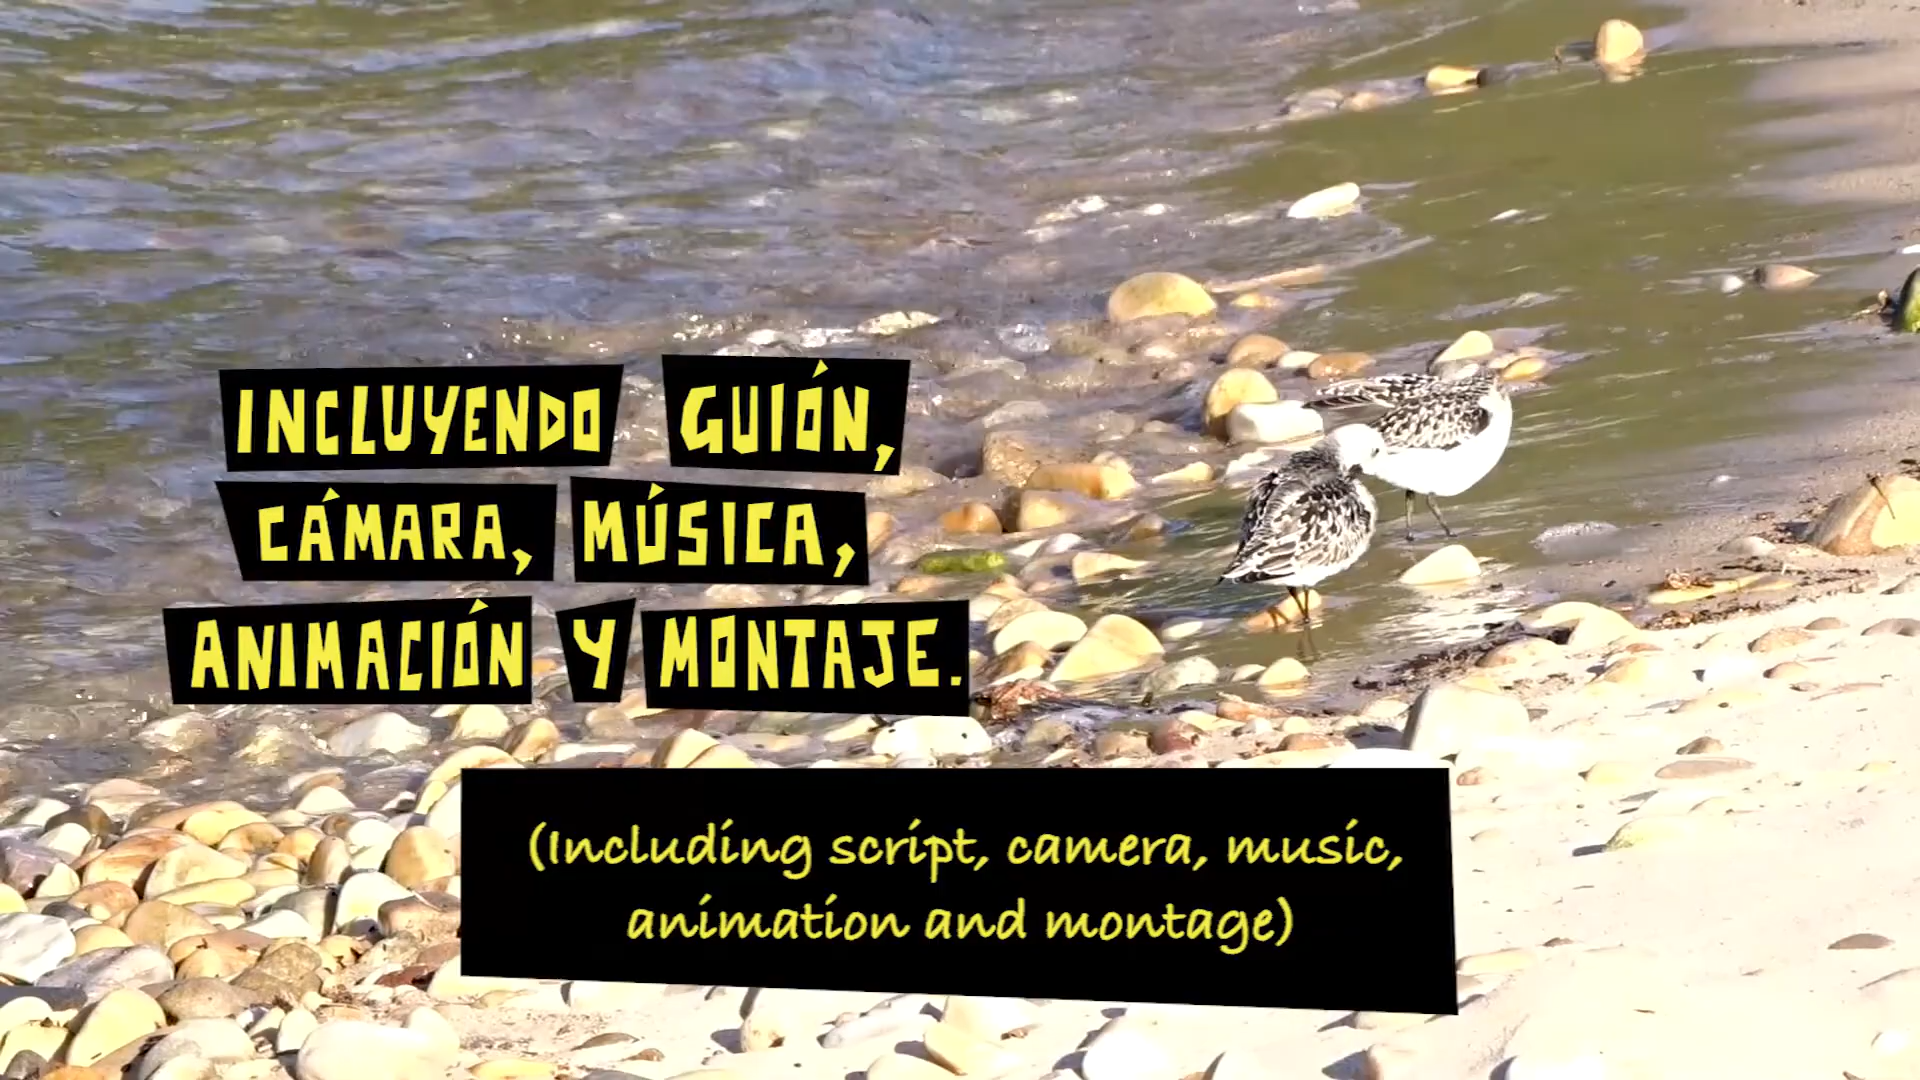 INCLUYENDO GUIÓN,
CÁMARA, MÚSICA,
ANIMACIÓN Y MONTAJE.
(Including script, camera, music,
animation and montage)